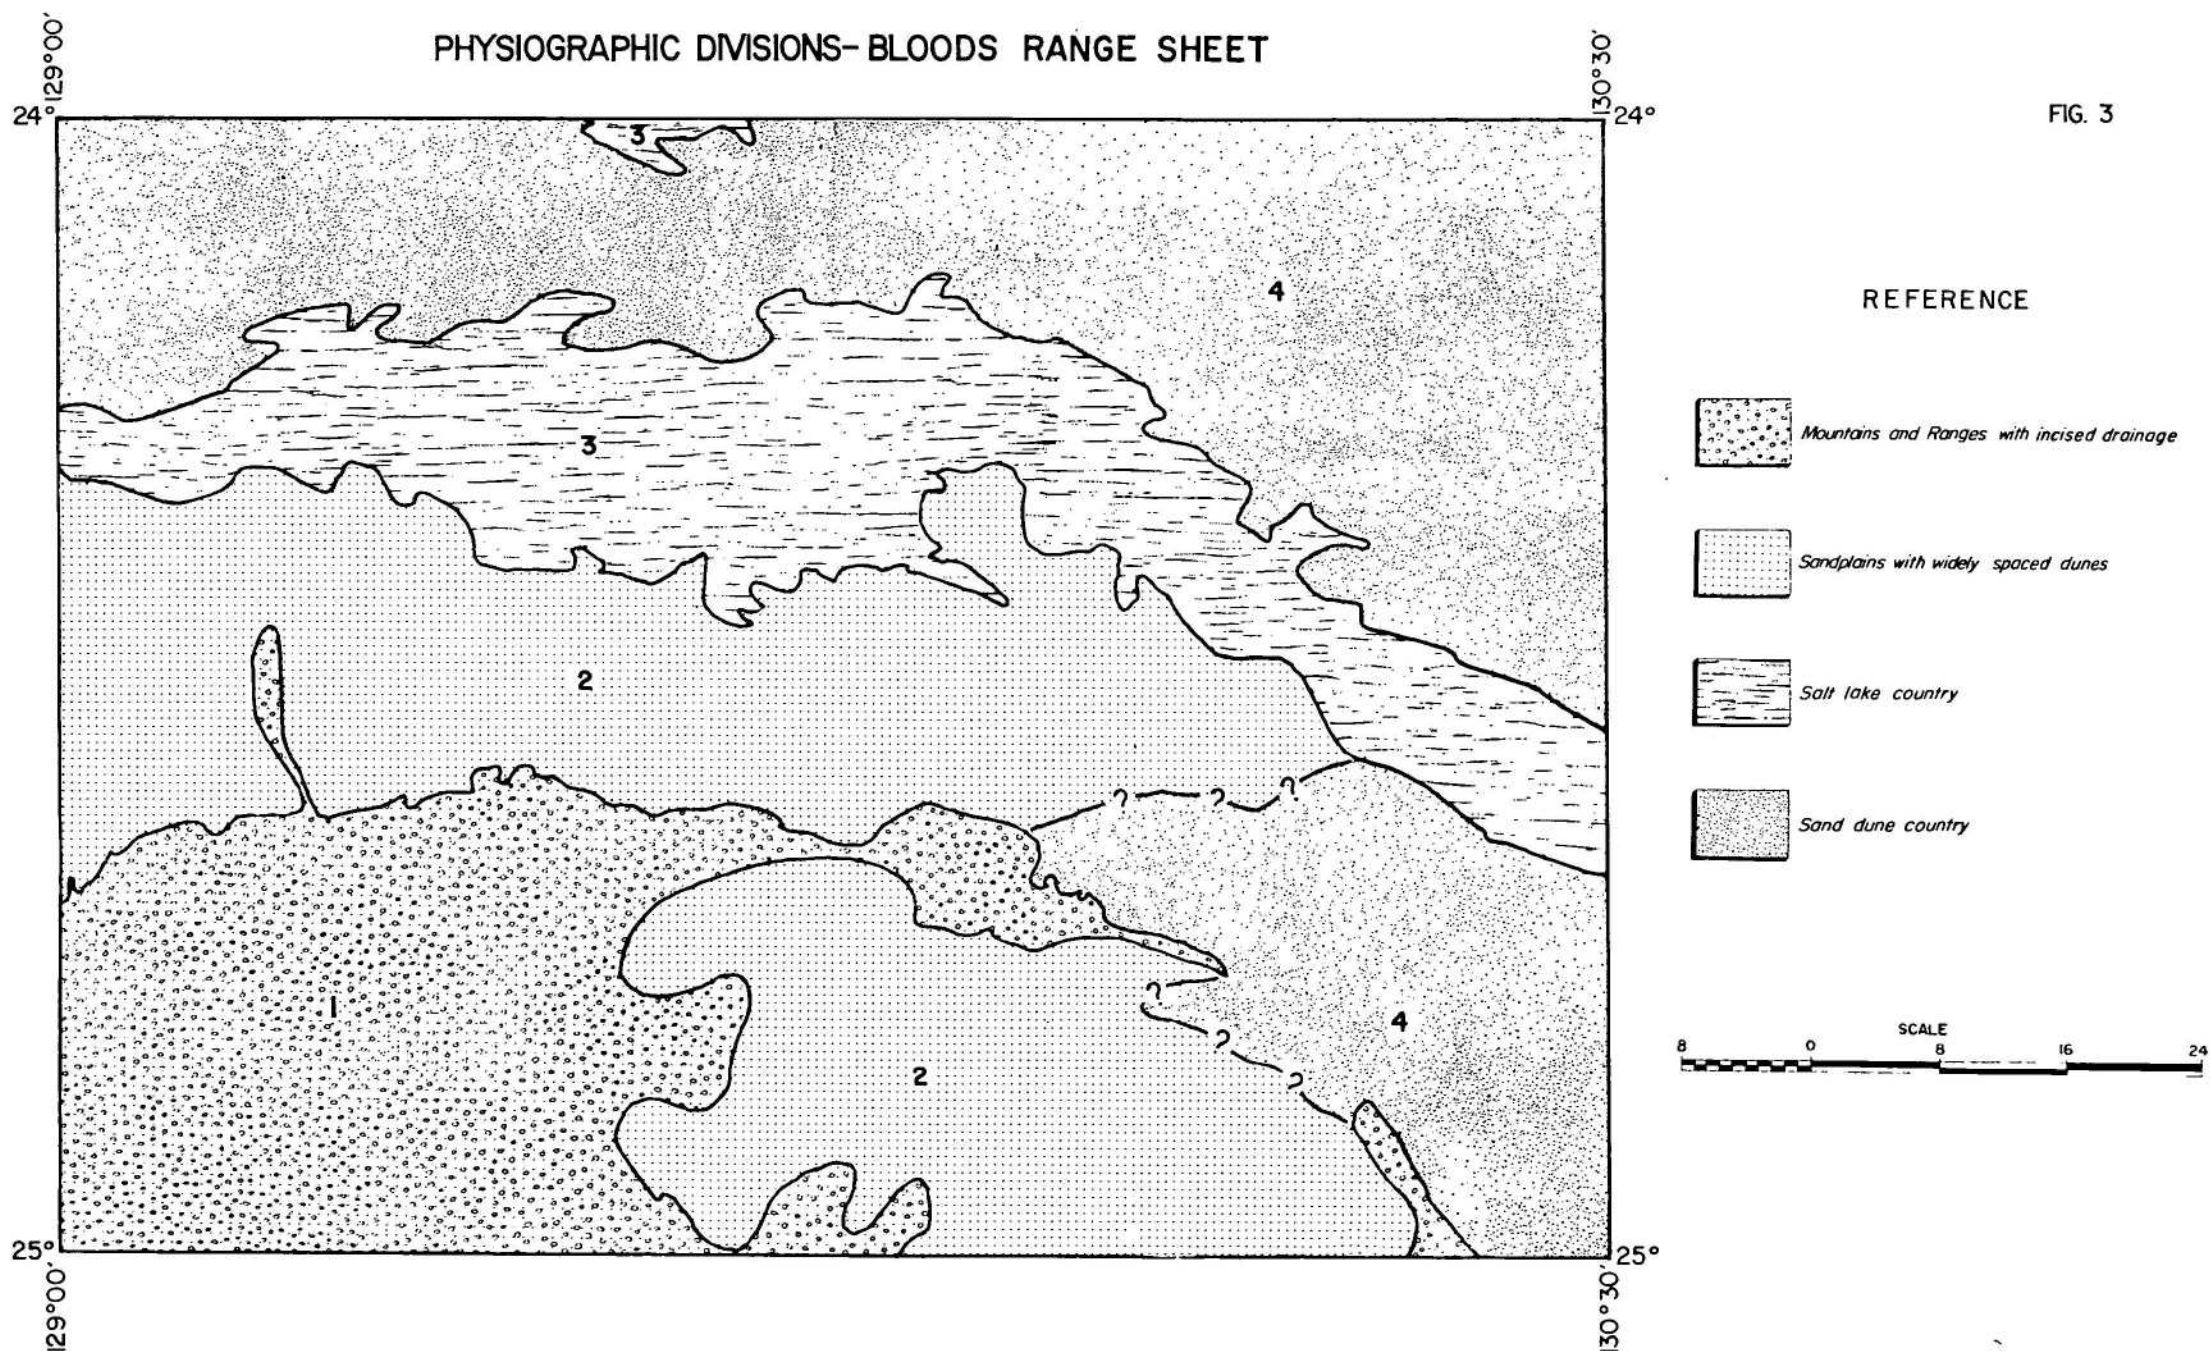 PHYSIOGRAPHIC DIVISIONS-BLOODS RANGE SHEET
129°00'
130°30'
24°
24°
FIG. 3
3
4
REFERENCE
Mountains and Ranges with incised drainage
3
Sandplains with widely spaced dunes
2
Salt lake country
? ? ?
Sand dune country
1
?
4
?
2
?
SCALE
8 0 8 16 24
25°
25°
129°00'
130°30'